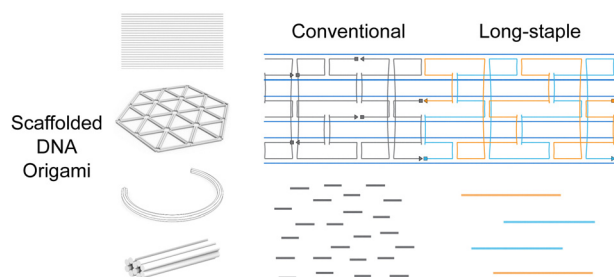 Conventional
Long-staple
Scaffolded
DNA
Origami